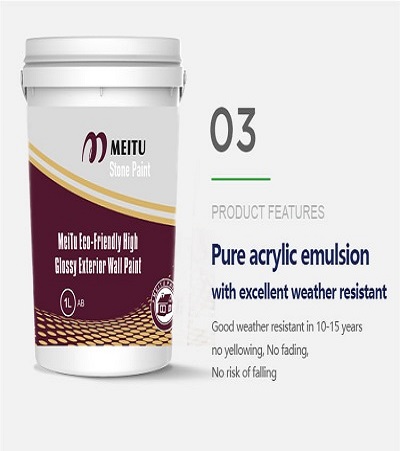 MEITU
Stone Paint
MeiTu Eco-Friendly High
Glossy Exterior Wall Paint
1L AB
03
PRODUCT FEATURES
Pure acrylic emulsion
with excellent weather resistant
Good weather resistant in 10-15 years
no yellowing, No fading,
No risk of falling